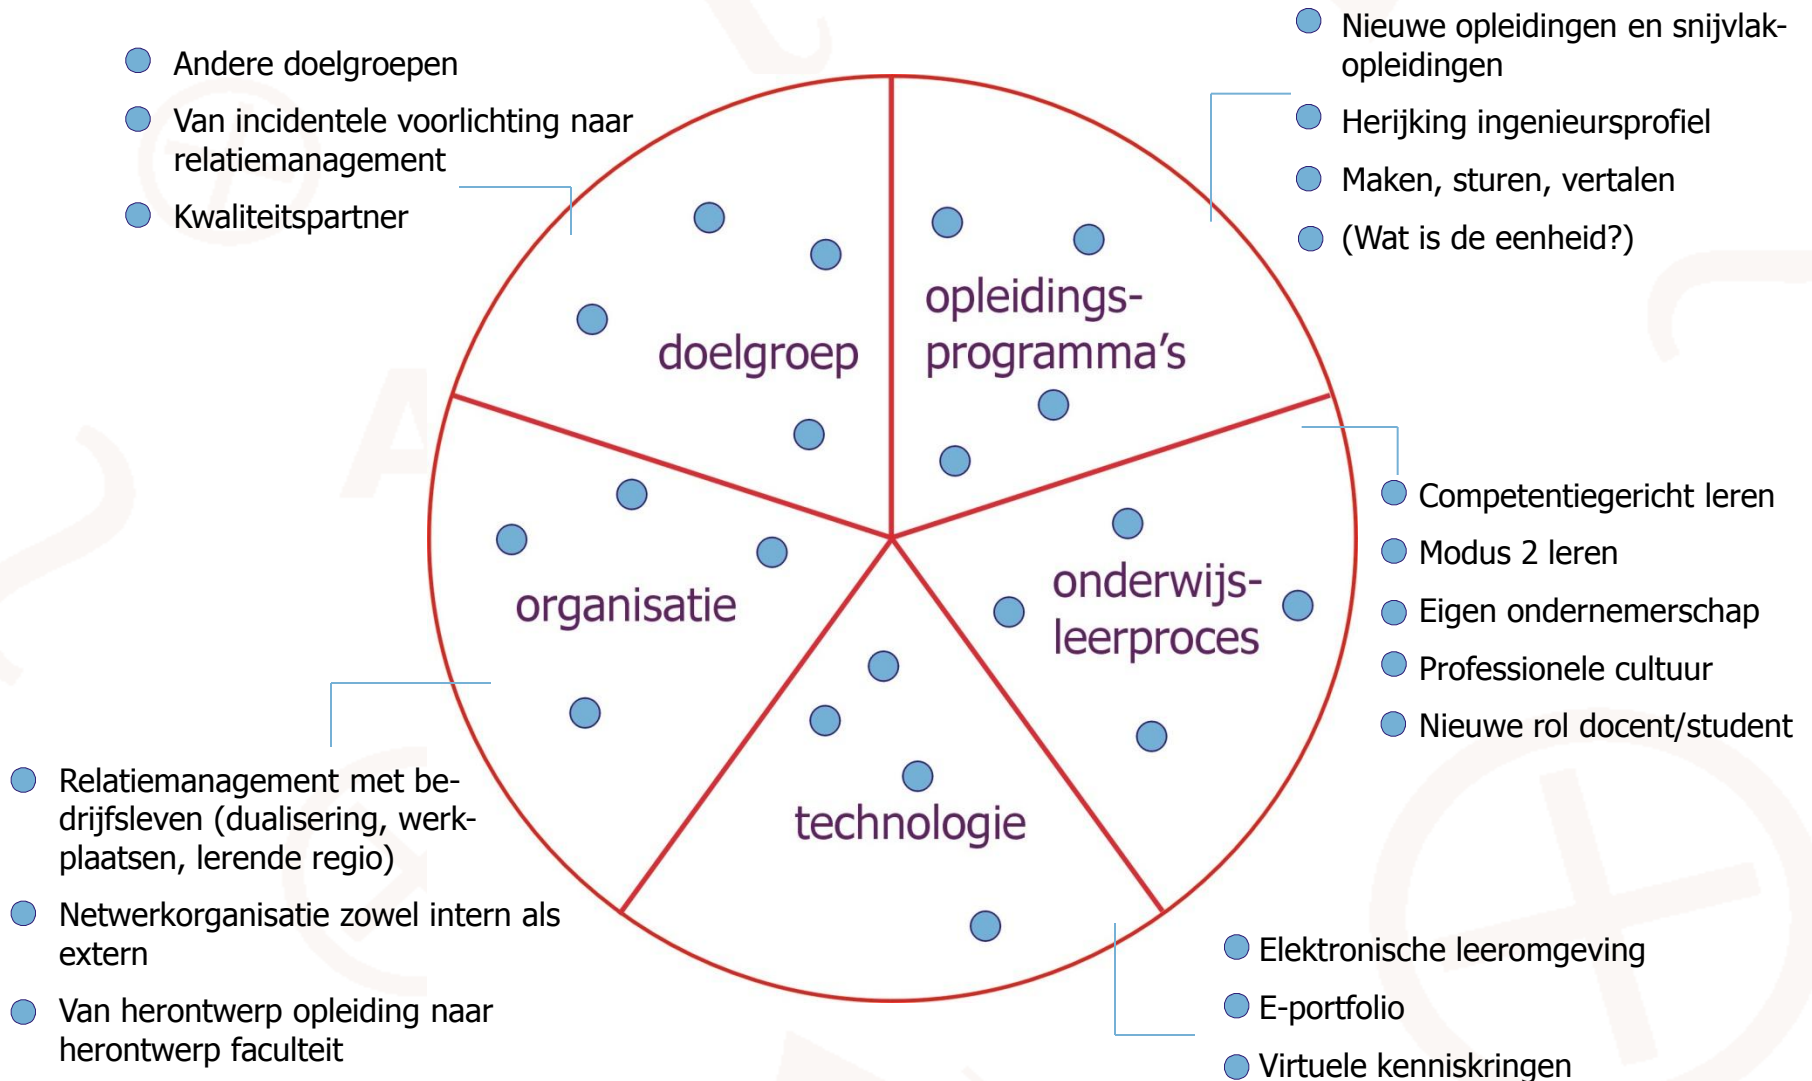 Andere doelgroepen
Van incidentele voorlichting naar
relatiemanagement
Kwaliteitspartner
Nieuwe opleidingen en snijvlak-
opleidingen
Herijking ingenieursprofiel
Maken, sturen, vertalen
(Wat is de eenheid?)
doelgroep
opleidings-
programma's
organisatie
onderwijs-
leerproces
technologie
Competentiegericht leren
Modus 2 leren
Eigen ondernemerschap
Professionele cultuur
Nieuwe rol docent/student
Relatiemanagement met be-
drijfsleven (dualisering, werk-
plaatsen, lerende regio)
Netwerkorganisatie zowel intern als
extern
Van herontwerp opleiding naar
herontwerp faculteit
Elektronische leeromgeving
E-portfolio
Virtuele kenniskringen